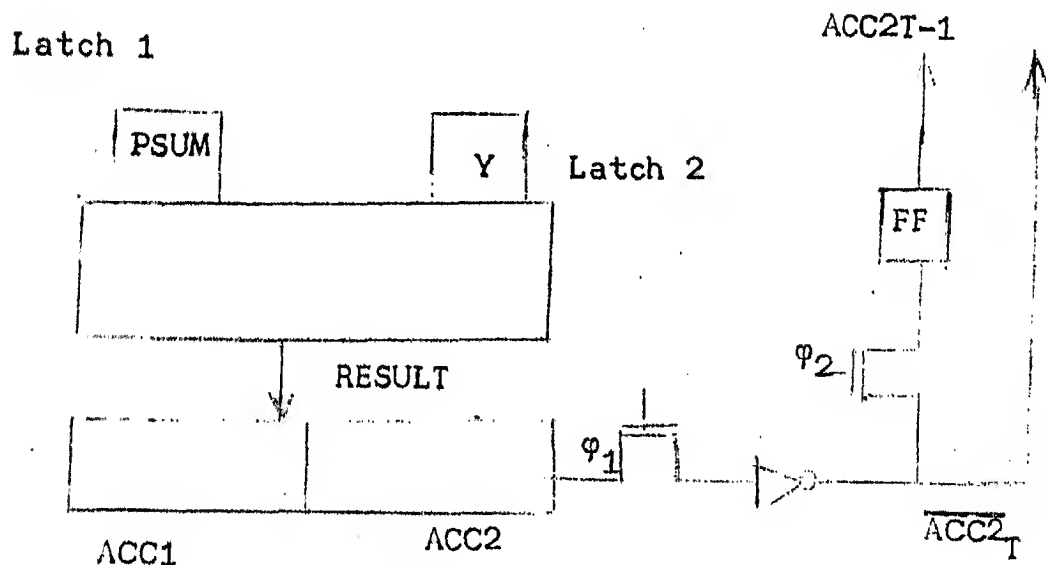 ACC2T-1
Latch 1
PSUM
Y
Latch 2
FF
φ2
RESULT
φ1
ACC1
ACC2
ACC2T